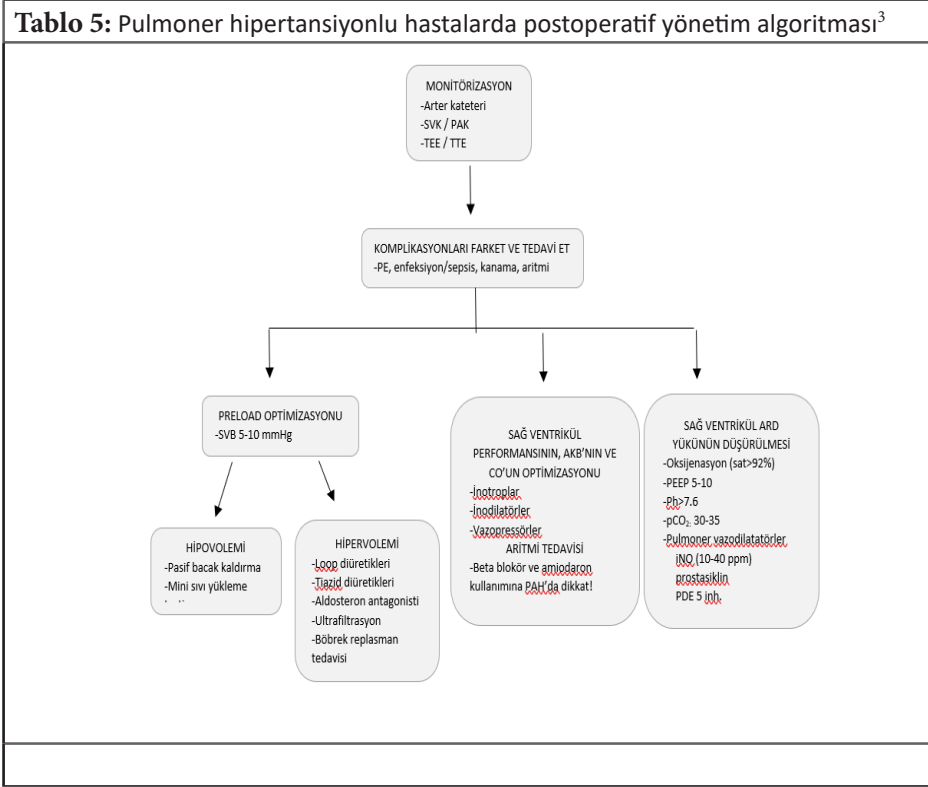 Tablo 5: Pulmoner hipertansiyonlu hastalarda postoperatif yönetim algoritması³
MONİTÖRİZASYON
-Arter kateteri
-SVK / PAK
-TEE / TTE
KOMPLİKASYONLARI FARKET VE TEDAVİ ET
-PE, enfeksiyon/sepsis, kanama, aritmi
PRELOAD OPTİMİZASYONU
-SVB 5-10 mmHg
HİPOVOLEMİ
-Pasif bacak kaldırma
-Mini sıvı yükleme
HİPERVOLEMİ
-Loop diüretikleri
-Tiazid diüretikleri
-Aldosteron antagonisti
-Ultrafiltrasyon
-Böbrek replasman
tedavisi
SAĞ VENTRİKÜL
PERFORMANSININ, AKB'NIN VE
CO'UN OPTİMİZASYONU
-İnotroplar
-İnodilatörler
-Vazopressörler
ARİTMİ TEDAVİSİ
-Beta blokör ve amiodaron
kullanımına PAH'da dikkat!
SAĞ VENTRİKÜL ARD
YÜKÜNÜN DÜŞÜRÜLMESİ
-Oksijenasyon (sat>92%)
-PEEP 5-10
-Ph>7.6
-pCO₂: 30-35
-Pulmoner vazodilatatörler
iNO (10-40 ppm)
prostasiklin
PDE 5 inh.